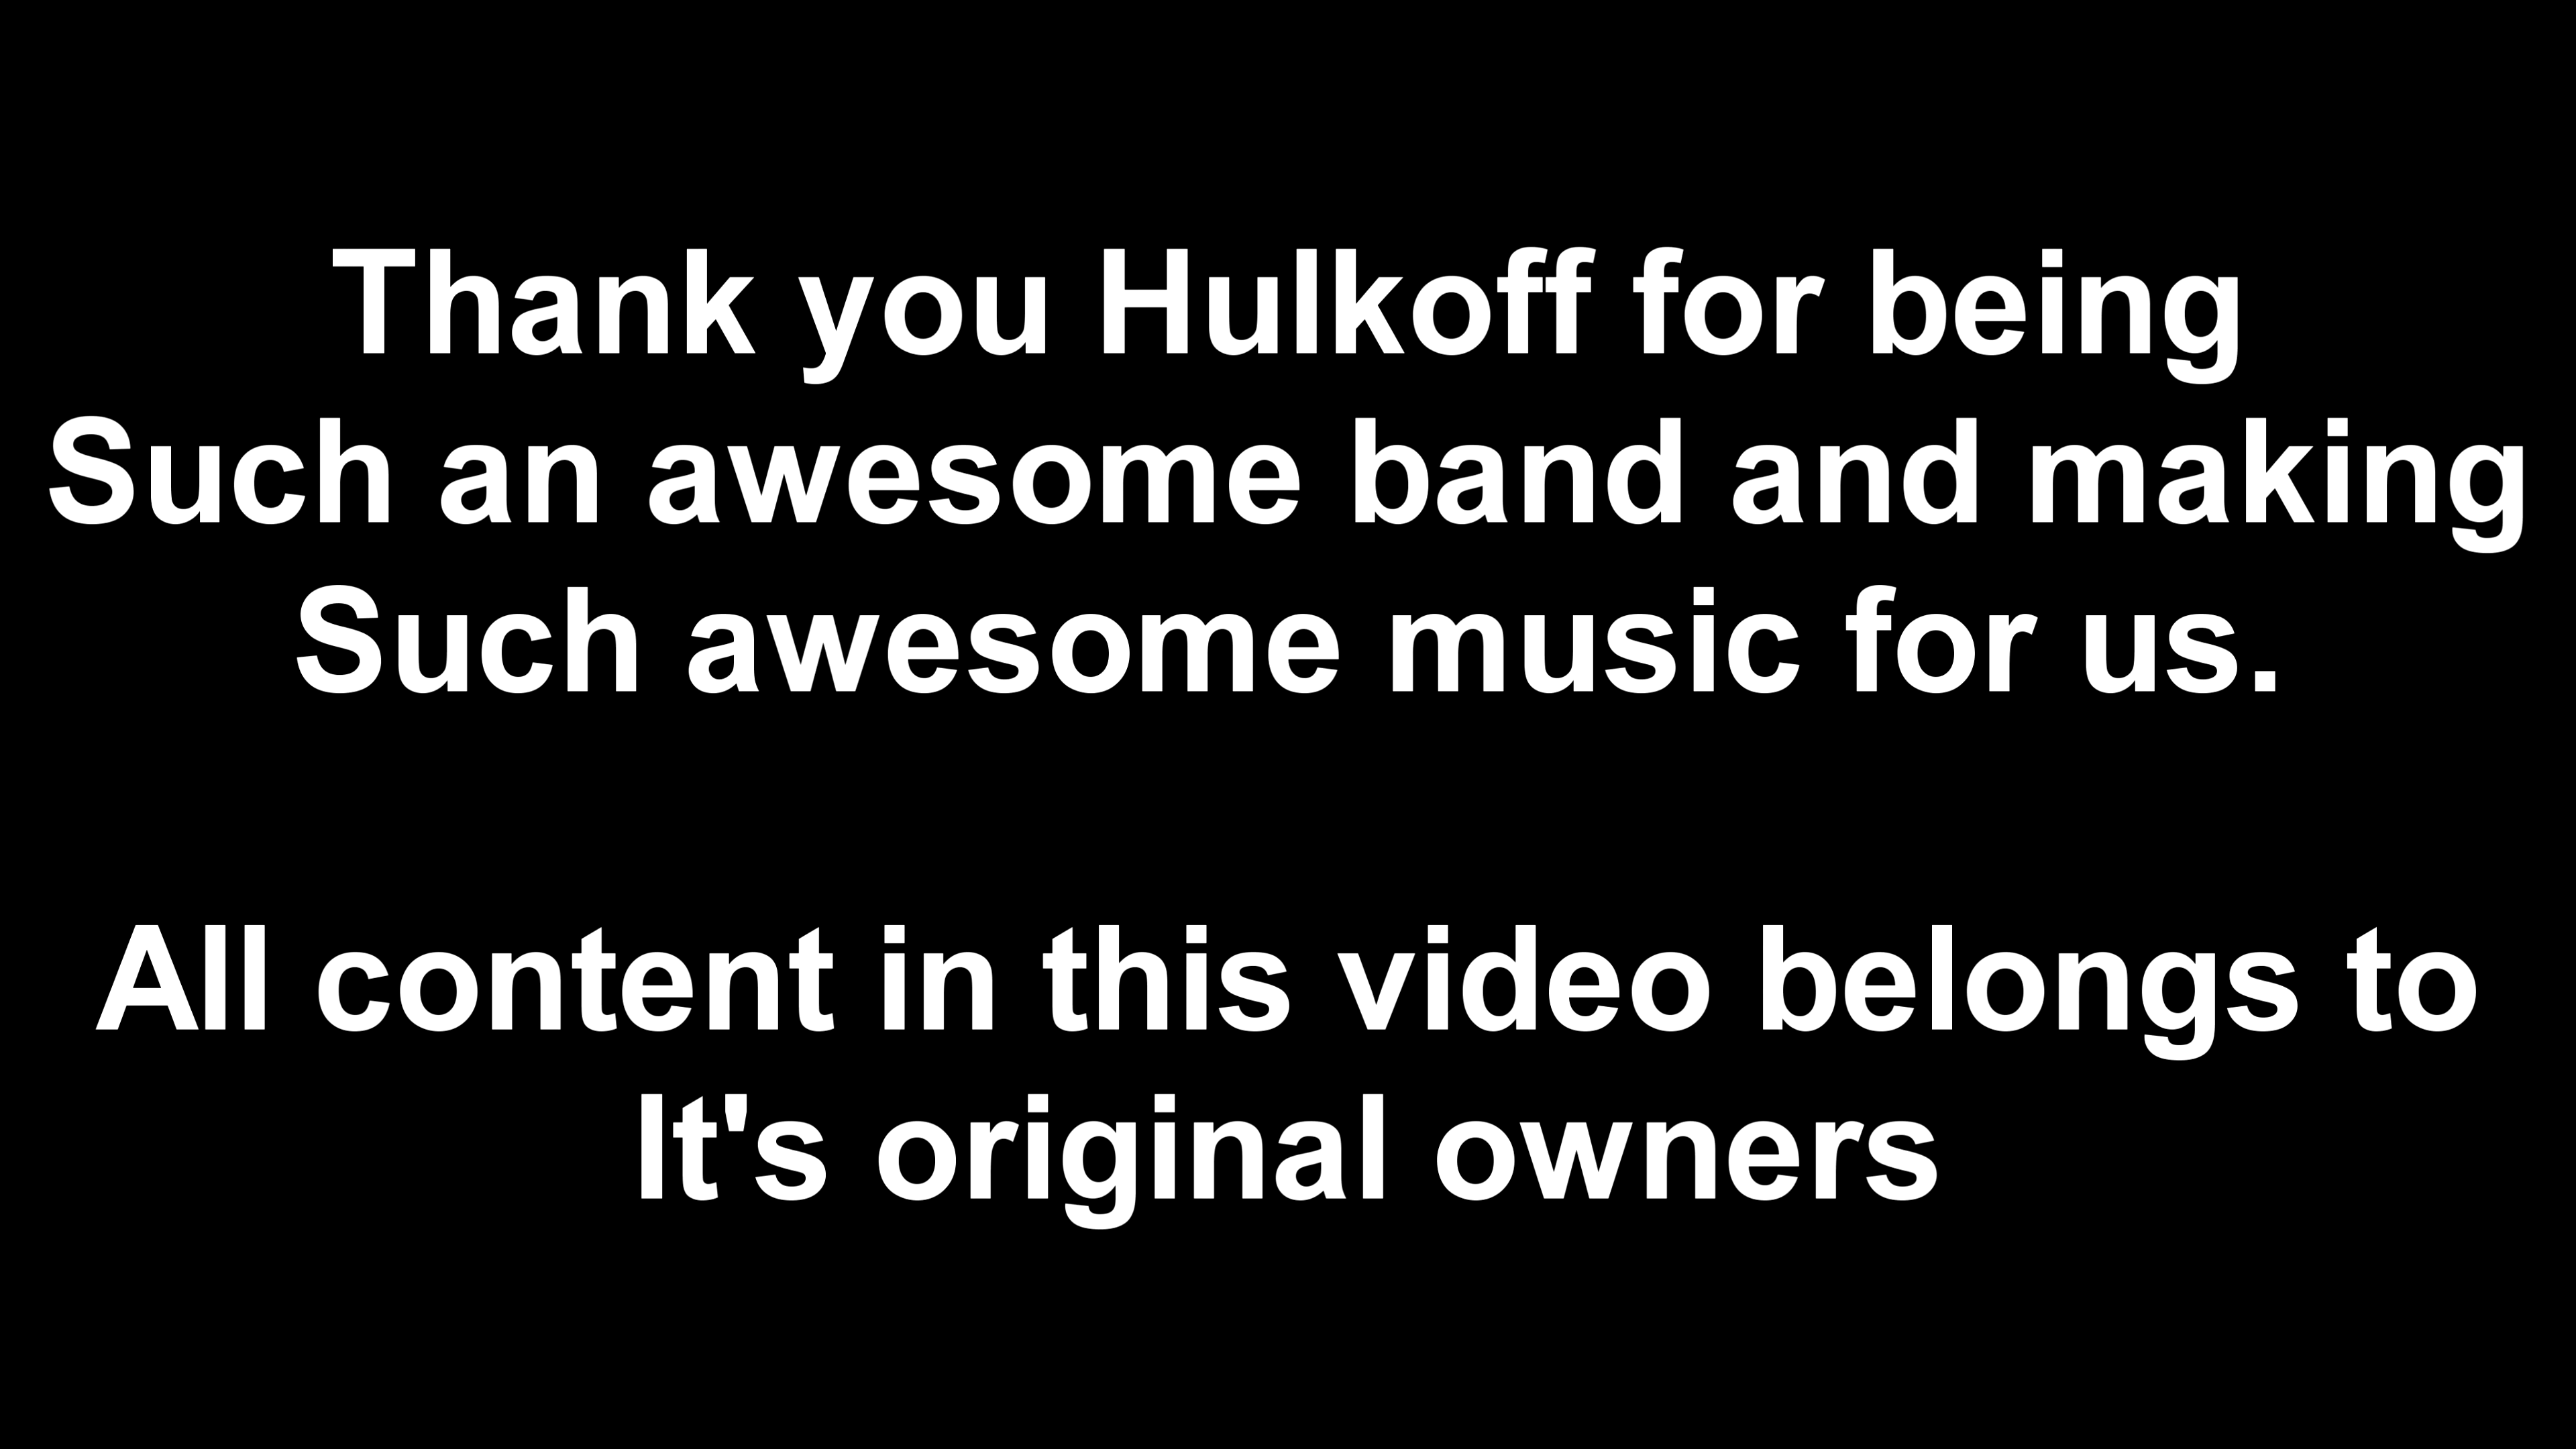 Thank you Hulkoff for being
Such an awesome band and making
Such awesome music for us.
All content in this video belongs to
It's original owners